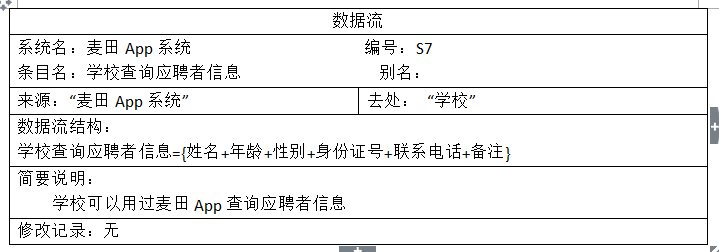 数据流
系统名：麦田 App 系统 编号：S7
条目名：学校查询应聘者信息 别名：
来源：“麦田 App 系统” 去处： “学校”
数据流结构：
学校查询应聘者信息={姓名+年龄+性别+身份证号+联系电话+备注}
简要说明：
学校可以用过麦田 App 查询应聘者信息
修改记录：无